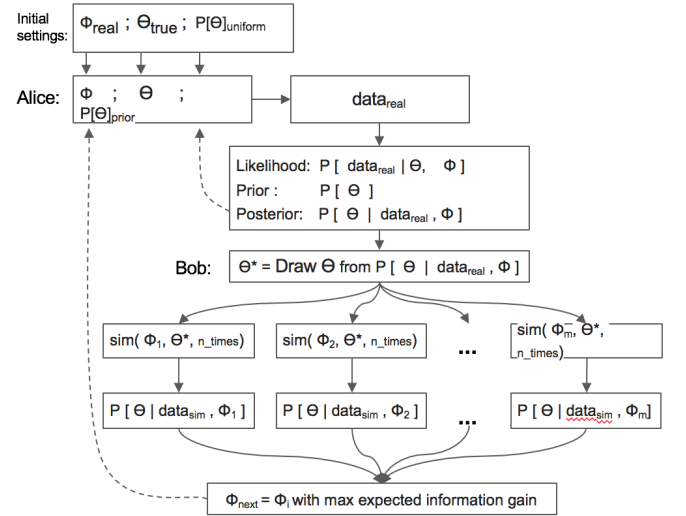 Initial
settings:
Φreal ; Θtrue ; P[Θ]uniform
Alice:
Φ ; Θ ;
P[Θ]prior
datareal
Likelihood: P [ datareal | Θ, Φ ]
Prior : P [ Θ ]
Posterior: P [ Θ | datareal , Φ ]
Bob:
Θ* = Draw Θ from P [ Θ | datareal , Φ ]
sim( Φ1, Θ*, n_times)
sim( Φ2, Θ*, n_times)
...
sim( Φm, Θ*,
n_times)
P [ Θ | datasim , Φ1 ]
P [ Θ | datasim , Φ2 ]
...
P [ Θ | datasim , Φm]
Φnext = Φi with max expected information gain